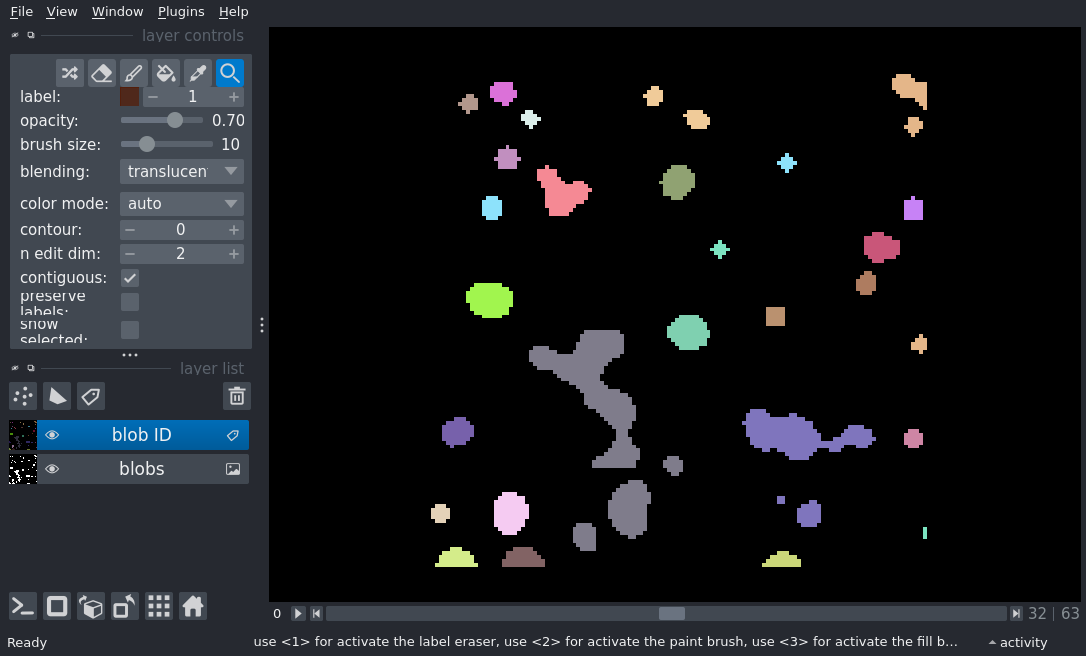 File View Window Plugins Help
layer controls
label: 1
opacity: 0.70
brush size: 10
blending: translucen
color mode: auto
contour: 0
n edit dim: 2
contiguous:
preserve
labels:
show
selected:
layer list
blob ID
blobs
0 32 63
Ready use <1> for activate the label eraser, use <2> for activate the paint brush, use <3> for activate the fill b... activity